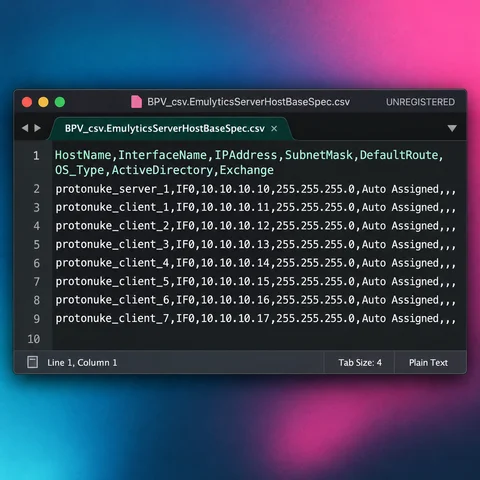 BPV_csv.EmulyticsServerHostBaseSpec.csv
UNREGISTERED
BPV_csv.EmulyticsServerHostBaseSpec.csv ×
1 HostName,InterfaceName,IPAddress,SubnetMask,DefaultRoute,
OS_Type,ActiveDirectory,Exchange
2 protonuke_server_1,IF0,10.10.10.10,255.255.255.0,Auto Assigned,,,
3 protonuke_client_1,IF0,10.10.10.11,255.255.255.0,Auto Assigned,,,
4 protonuke_client_2,IF0,10.10.10.12,255.255.255.0,Auto Assigned,,,
5 protonuke_client_3,IF0,10.10.10.13,255.255.255.0,Auto Assigned,,,
6 protonuke_client_4,IF0,10.10.10.14,255.255.255.0,Auto Assigned,,,
7 protonuke_client_5,IF0,10.10.10.15,255.255.255.0,Auto Assigned,,,
8 protonuke_client_6,IF0,10.10.10.16,255.255.255.0,Auto Assigned,,,
9 protonuke_client_7,IF0,10.10.10.17,255.255.255.0,Auto Assigned,,,
10
Line 1, Column 1
Tab Size: 4
Plain Text